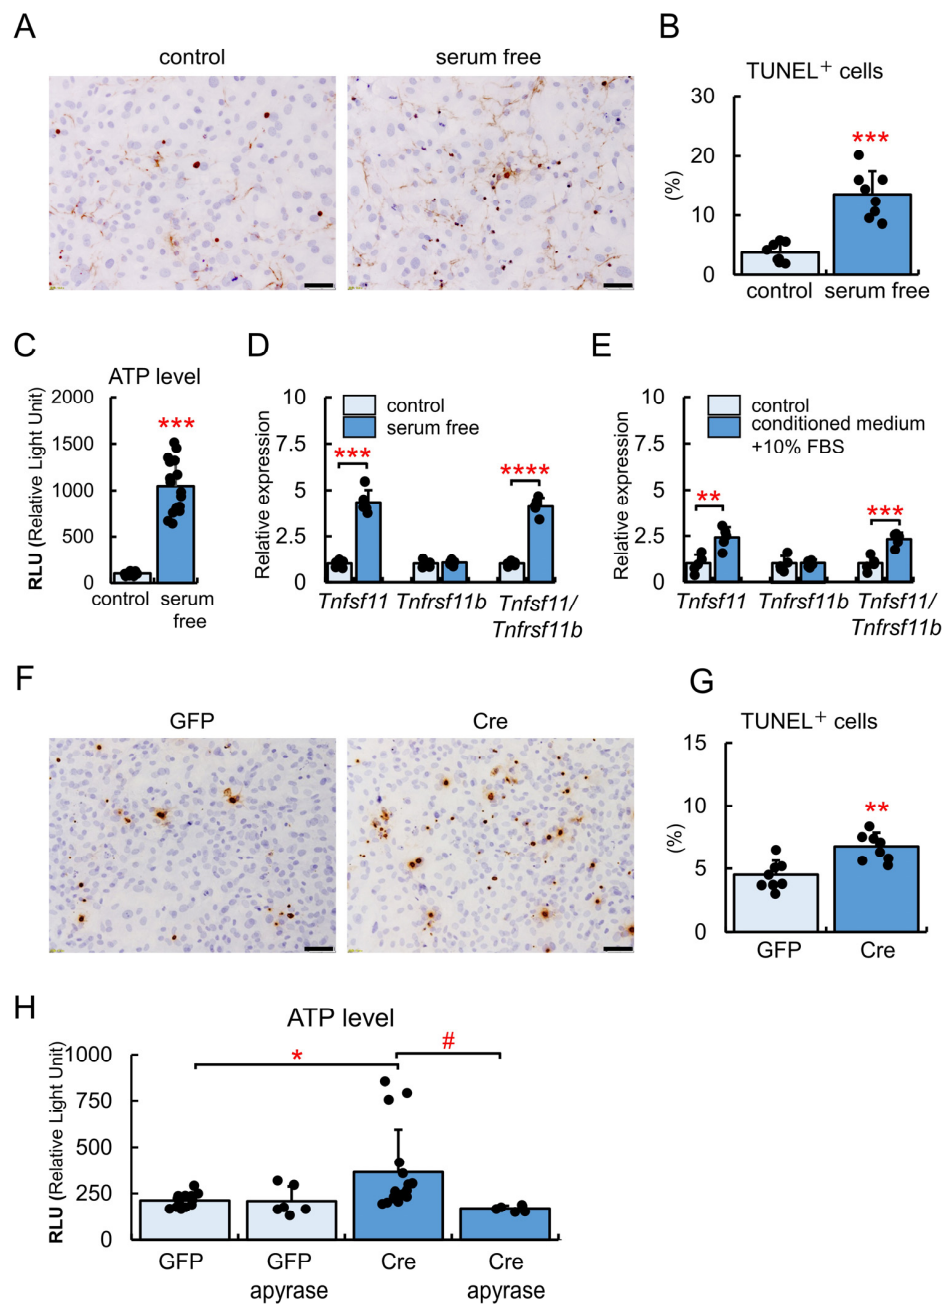 A
control
serum free
B
TUNEL+ cells
(%)
30
20
10
0
***
control
serum free
C
ATP level
RLU (Relative Light Unit)
2000
1500
1000
500
0
***
control
serum free
D
Relative expression
10
7.5
5
2.5
0
control
serum free
***
****
Tnfsf11
Tnfrsf11b
Tnfsf11/
Tnfrsf11b
E
Relative expression
10
7.5
5
2.5
0
control
conditioned medium
+10% FBS
**
***
Tnfsf11
Tnfrsf11b
Tnfsf11/
Tnfrsf11b
F
GFP
Cre
G
TUNEL+ cells
(%)
15
10
5
0
**
GFP
Cre
H
ATP level
RLU (Relative Light Unit)
1000
750
500
250
0
*
#
GFP
GFP
apyrase
Cre
Cre
apyrase